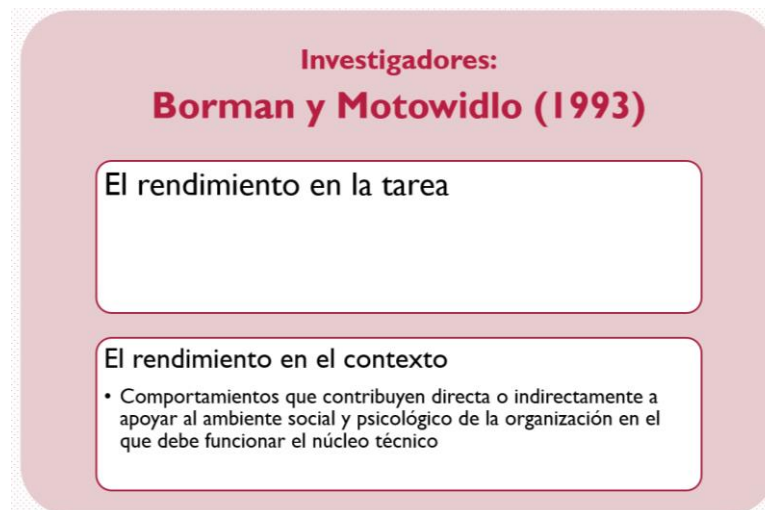 Investigadores:
Borman y Motowidlo (1993)
El rendimiento en la tarea
El rendimiento en el contexto
• Comportamientos que contribuyen directa o indirectamente a
apoyar al ambiente social y psicológico de la organización en el
que debe funcionar el núcleo técnico